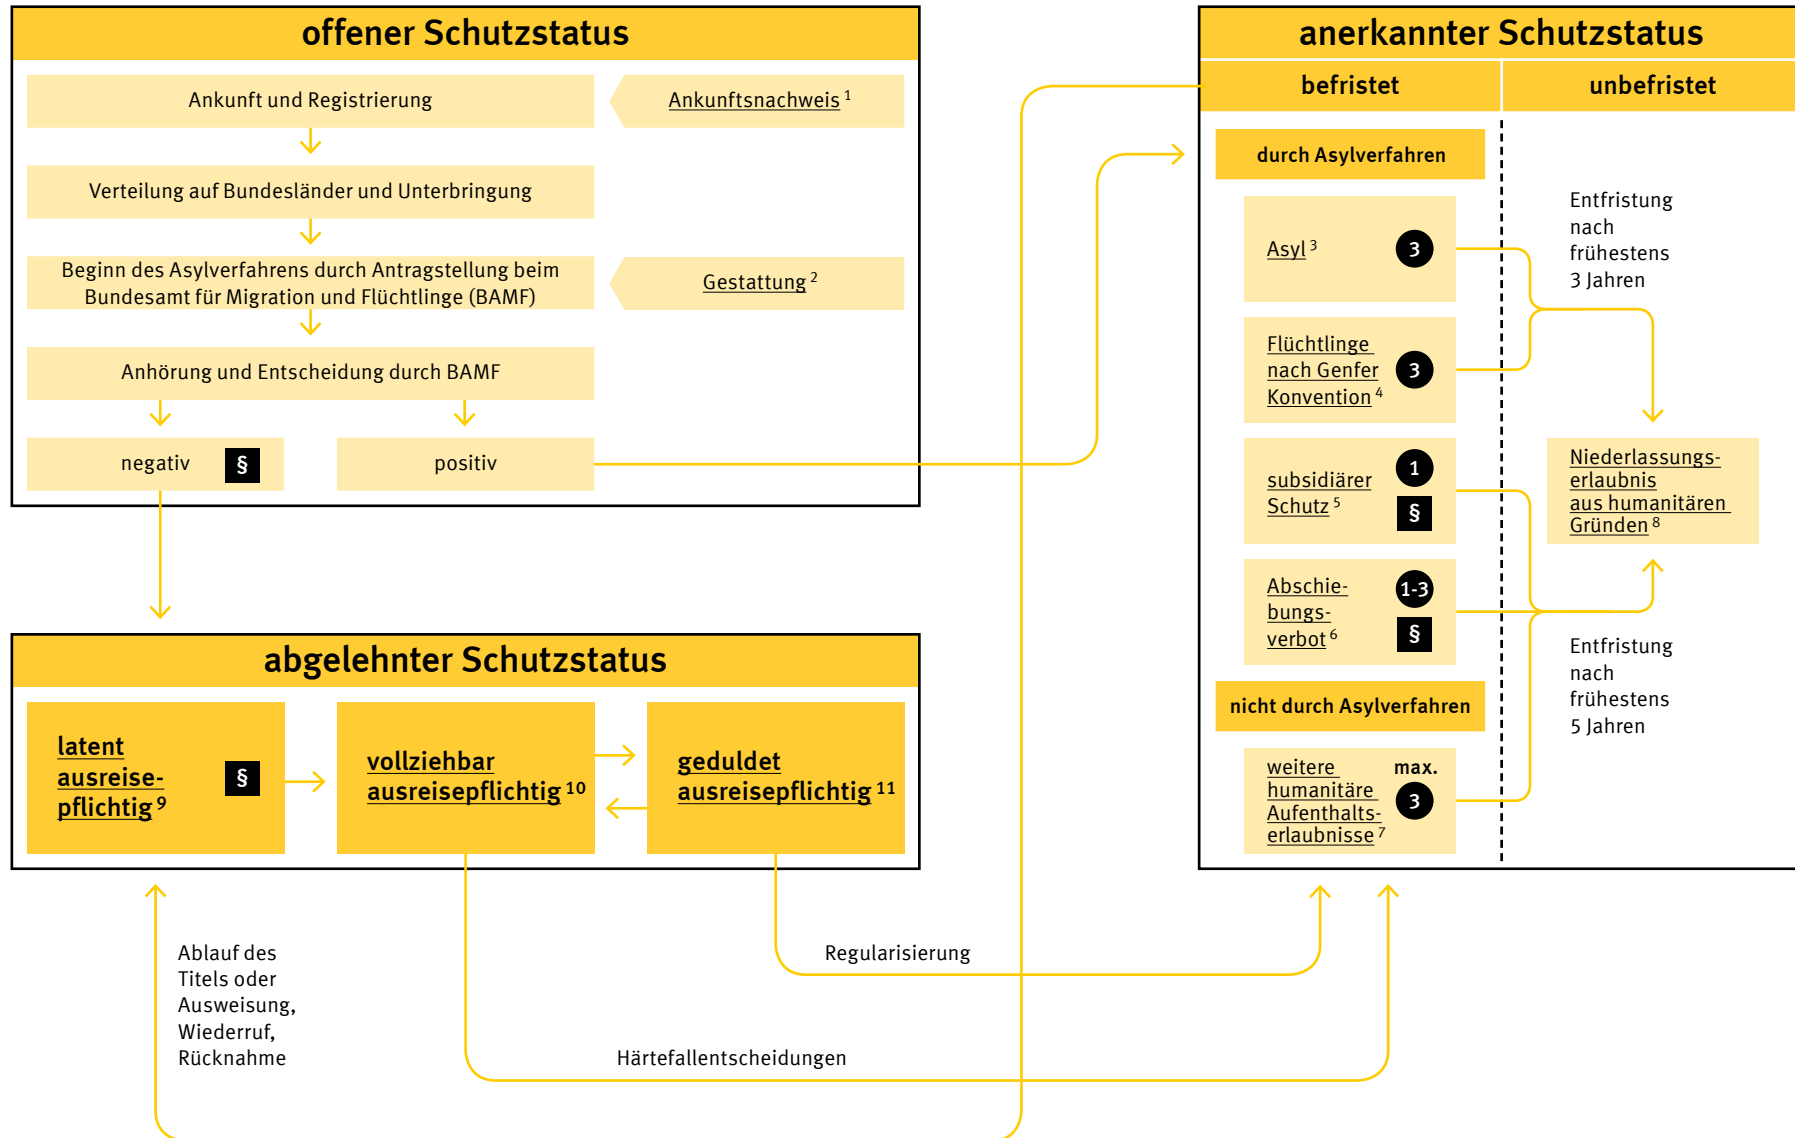 offener Schutzstatus
Ankunft und Registrierung
Ankunftsnachweis 1
Verteilung auf Bundesländer und Unterbringung
Beginn des Asylverfahrens durch Antragstellung beim
Bundesamt für Migration und Flüchtlinge (BAMF)
Gestattung 2
Anhörung und Entscheidung durch BAMF
negativ §
positiv
abgelehnter Schutzstatus
latent
ausreise-
pflichtig 9
§
vollziehbar
ausreisepflichtig 10
geduldet
ausreisepflichtig 11
Ablauf des
Titels oder
Ausweisung,
Wiederruf,
Rücknahme
Regularisierung
Härtefallentscheidungen
anerkannter Schutzstatus
befristet
unbefristet
durch Asylverfahren
Asyl 3
3
Flüchtlinge
nach Genfer
Konvention 4
3
subsidiärer
Schutz 5
1
§
Abschie-
bungs-
verbot 6
1-3
§
nicht durch Asylverfahren
weitere
humanitäre
Aufenthalts-
erlaubnisse 7
max.
3
Entfristung
nach
frühestens
3 Jahren
Niederlassungs-
erlaubnis
aus humanitären
Gründen 8
Entfristung
nach
frühestens
5 Jahren